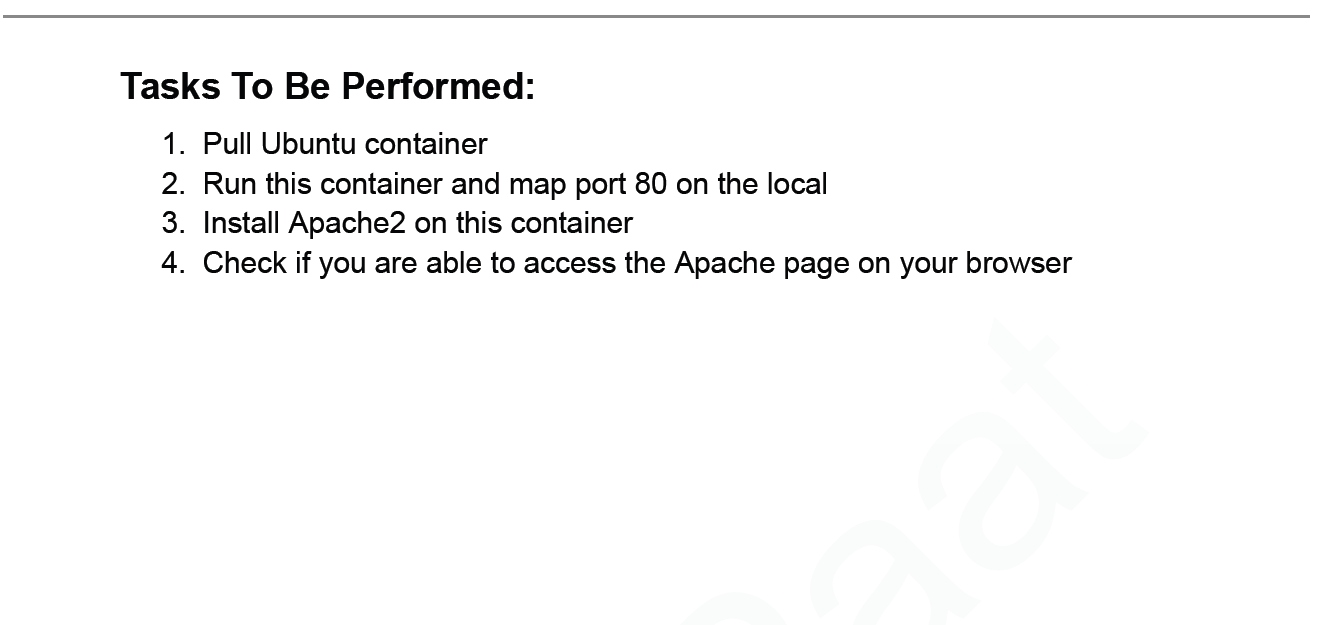 Tasks To Be Performed:
1. Pull Ubuntu container
2. Run this container and map port 80 on the local
3. Install Apache2 on this container
4. Check if you are able to access the Apache page on your browser